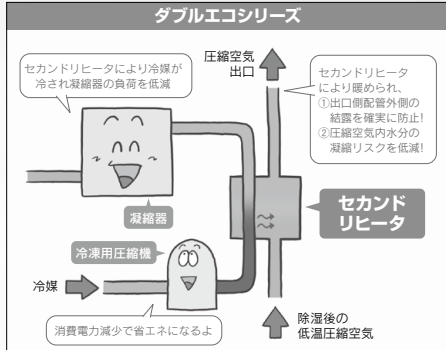 ダブルエコシリーズ
セカンドリヒータにより冷媒が
冷され凝縮器の負荷を低減
圧縮空気
出口
セカンドリヒータ
により暖められ、
①出口側配管外側の
結露を確実に防止!
②圧縮空気内水分の
凝縮リスクを低減!
凝縮器
セカンド
リヒータ
冷凍用圧縮機
冷媒
消費電力減少で省エネになるよ
除湿後の
低温圧縮空気